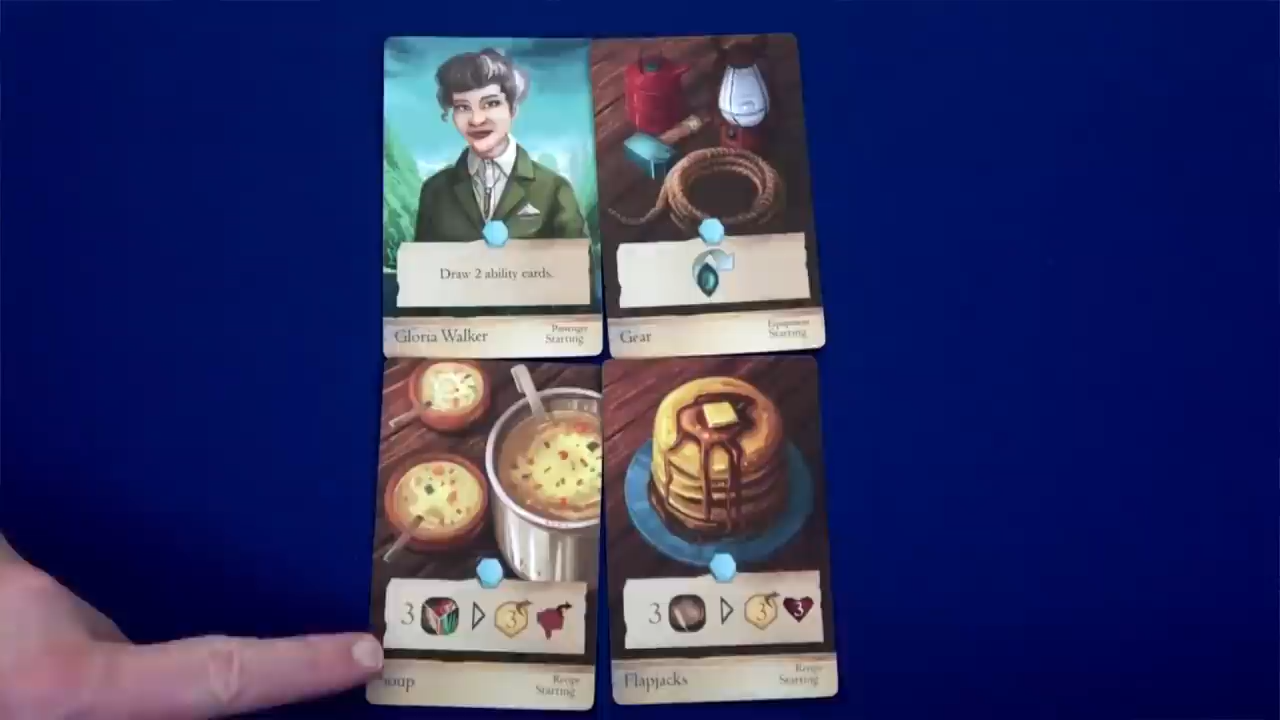 Draw 2 ability cards.
Gloria Walker
Passenger
Starting
Gear
Equipment
Starting
3 3
oup
Recipe
Starting
3 3 3
Flapjacks
Recipe
Starting